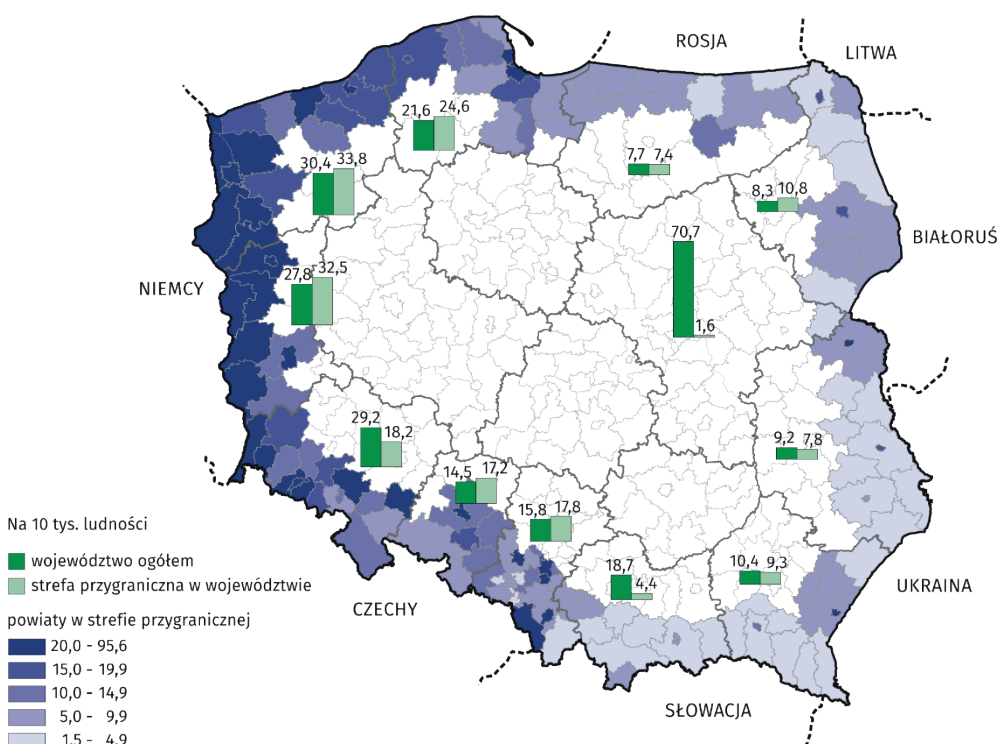 ROSJA
LITWA
21,6 24,6
30,4 33,8
7,7 7,4
8,3 10,8
70,7
BIAŁORUŚ
27,8 32,5
NIEMCY
1,6
29,2
18,2
9,2 7,8
14,5 17,2
15,8 17,8
Na 10 tys. ludności
województwo ogółem
strefa przygraniczna w województwie
18,7
4,4
10,4 9,3
UKRAINA
CZECHY
powiaty w strefie przygranicznej
20,0 - 95,6
15,0 - 19,9
10,0 - 14,9
5,0 - 9,9
1,5 - 4,9
SŁOWACJA